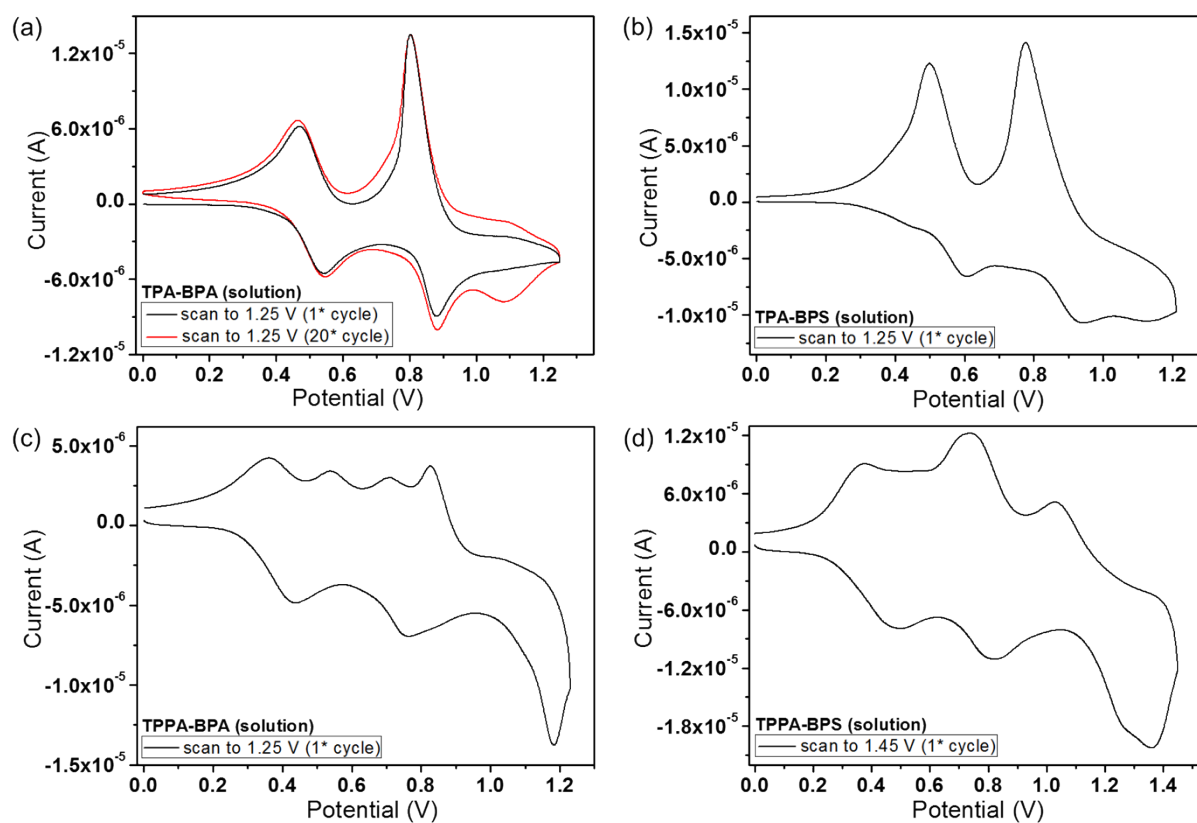 (a)
1.2x10⁻⁵
6.0x10⁻⁶
0.0
-6.0x10⁻⁶
-1.2x10⁻⁵
Current (A)
TPA-BPA (solution)
scan to 1.25 V (1* cycle)
scan to 1.25 V (20* cycle)
0.0 0.2 0.4 0.6 0.8 1.0 1.2
Potential (V)
(b)
1.5x10⁻⁵
1.0x10⁻⁵
5.0x10⁻⁶
0.0
-5.0x10⁻⁶
-1.0x10⁻⁵
Current (A)
TPA-BPS (solution)
scan to 1.25 V (1* cycle)
0.0 0.2 0.4 0.6 0.8 1.0 1.2
Potential (V)
(c)
5.0x10⁻⁶
0.0
-5.0x10⁻⁶
-1.0x10⁻⁵
-1.5x10⁻⁵
Current (A)
TPPA-BPA (solution)
scan to 1.25 V (1* cycle)
0.0 0.2 0.4 0.6 0.8 1.0 1.2
Potential (V)
(d)
1.2x10⁻⁵
6.0x10⁻⁶
0.0
-6.0x10⁻⁶
-1.2x10⁻⁵
-1.8x10⁻⁵
Current (A)
TPPA-BPS (solution)
scan to 1.45 V (1* cycle)
0.0 0.2 0.4 0.6 0.8 1.0 1.2 1.4
Potential (V)